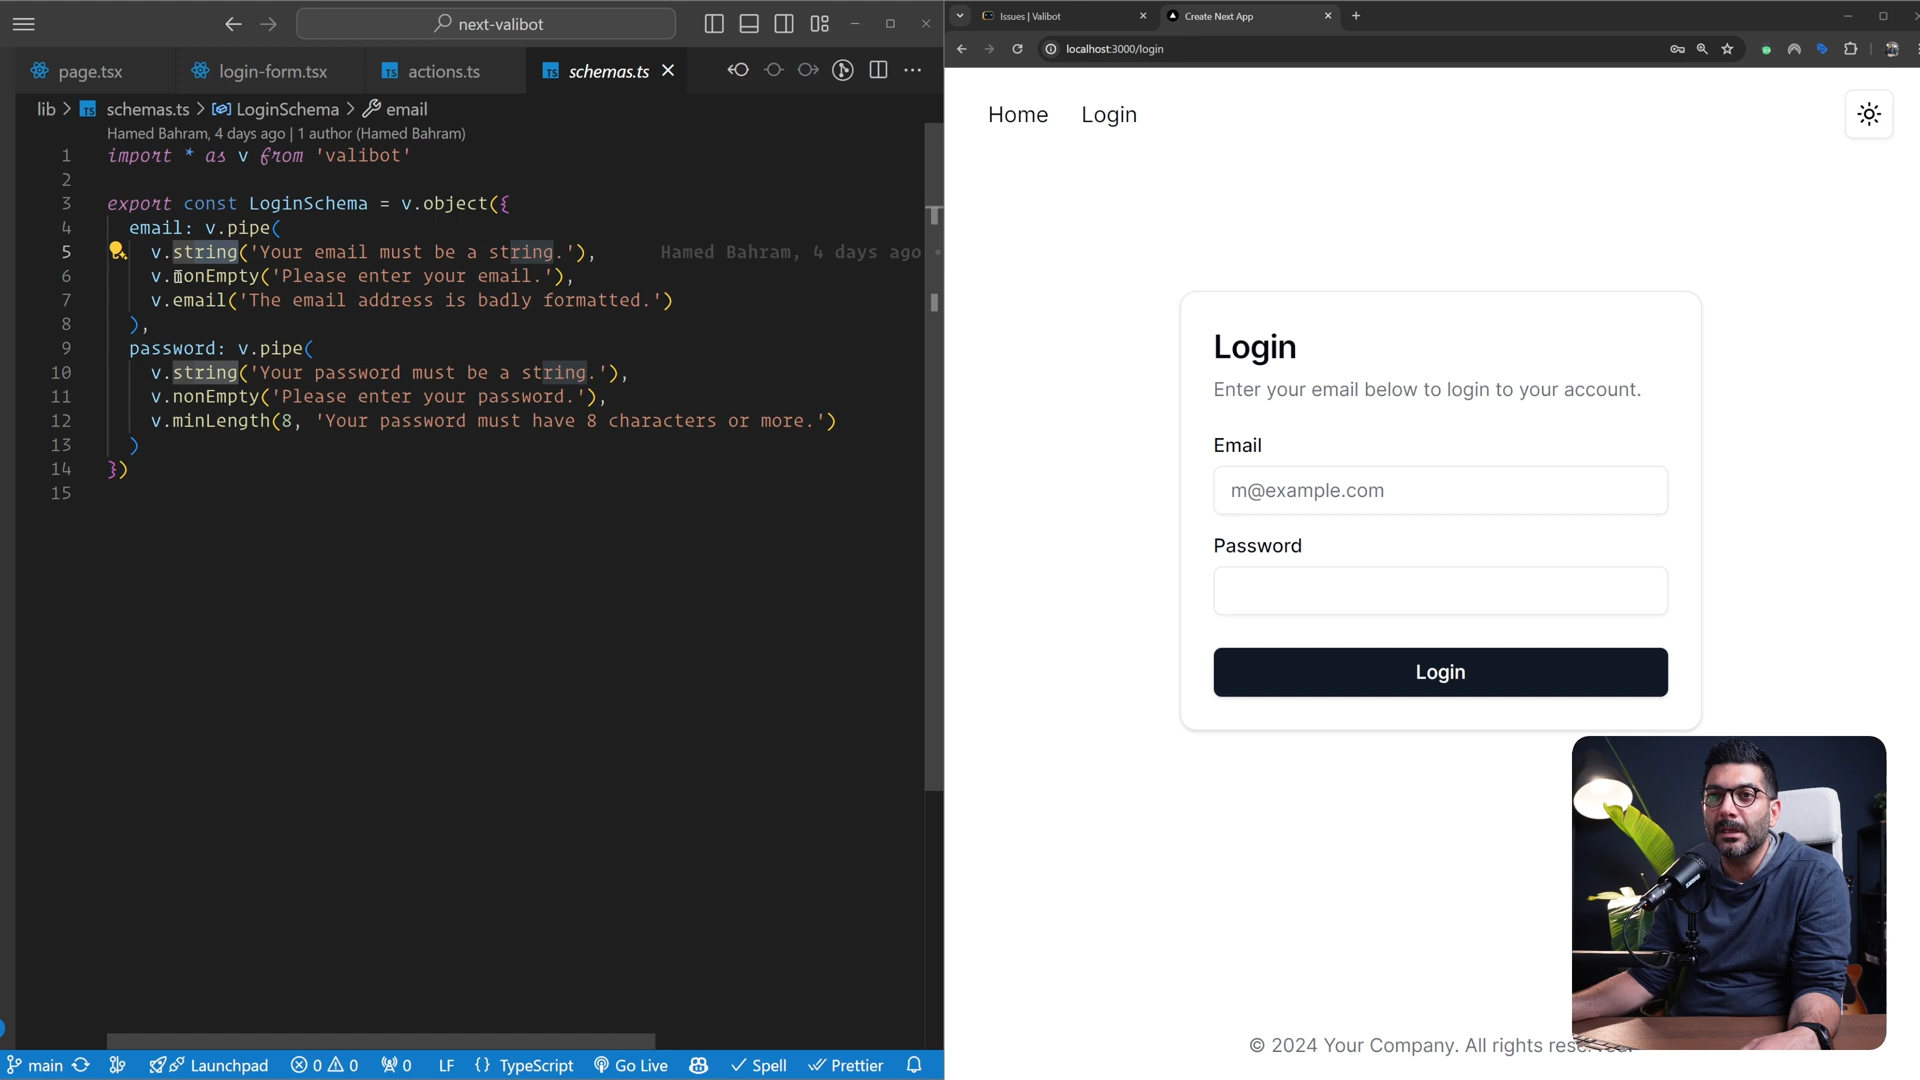 next-valibot
page.tsx
login-form.tsx
actions.ts
schemas.ts
lib > schemas.ts > LoginSchema > email
Hamed Bahram, 4 days ago | 1 author (Hamed Bahram)
1 import * as v from 'valibot'
2
3 export const LoginSchema = v.object({
4 email: v.pipe(
5 v.string('Your email must be a string.'), Hamed Bahram, 4 days ago •
6 v.nonEmpty('Please enter your email.'),
7 v.email('The email address is badly formatted.')
8 ),
9 password: v.pipe(
10 v.string('Your password must be a string.'),
11 v.nonEmpty('Please enter your password.'),
12 v.minLength(8, 'Your password must have 8 characters or more.')
13 )
14 })
15
main
Launchpad
0
0
0
LF
{ } TypeScript
Go Live
Spell
Prettier
Issues | Valibot
Create Next App
localhost:3000/login
Home
Login
Login
Enter your email below to login to your account.
Email
m@example.com
Password
Login
© 2024 Your Company. All rights